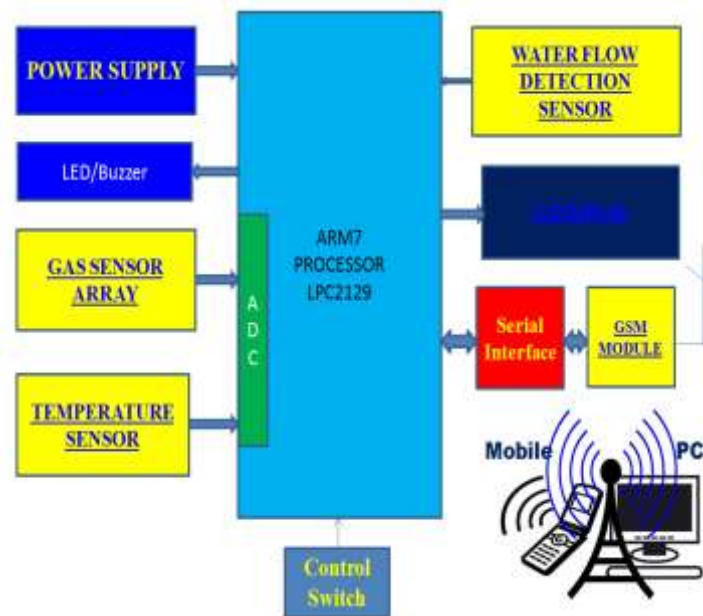 POWER SUPPLY
LED/Buzzer
GAS SENSOR
ARRAY
TEMPERATURE
SENSOR
A
D
C
ARM7
PROCESSOR
LPC2129
WATER FLOW
DETECTION
SENSOR
Serial
Interface
GSM
MODULE
Mobile
PC
Control
Switch